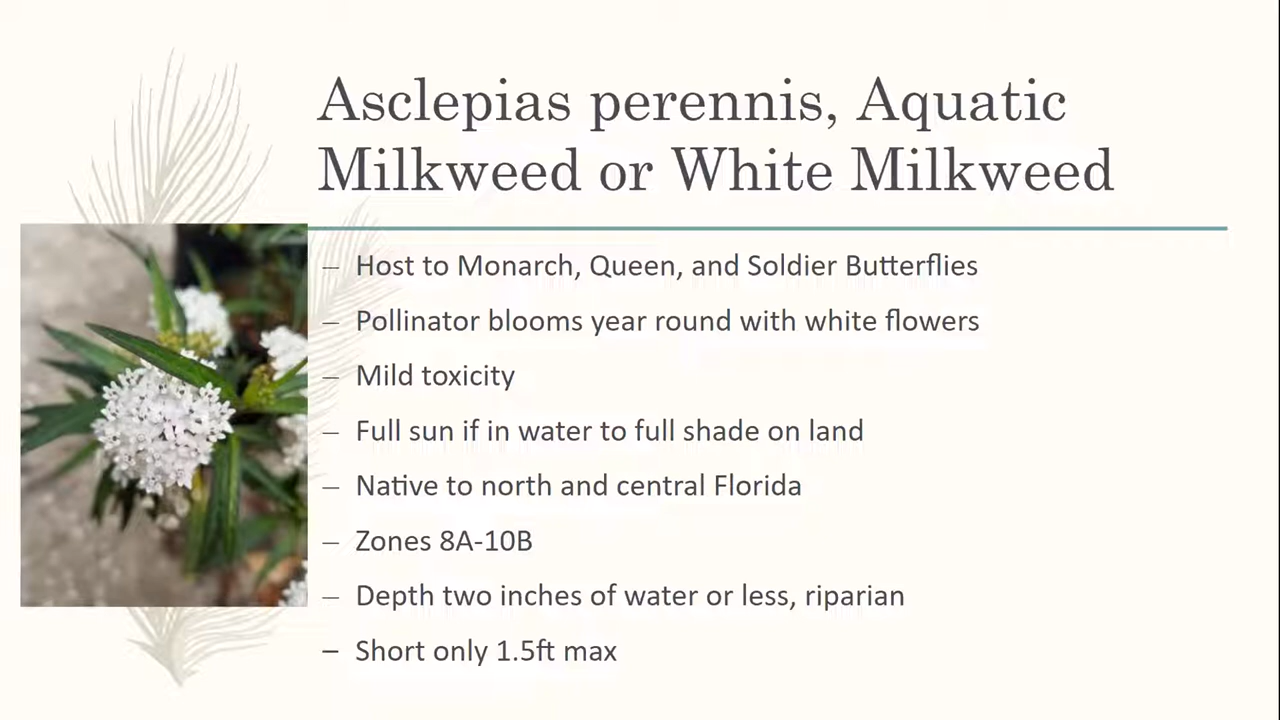 Asclepias perennis, Aquatic
Milkweed or White Milkweed
– Host to Monarch, Queen, and Soldier Butterflies
– Pollinator blooms year round with white flowers
– Mild toxicity
– Full sun if in water to full shade on land
– Native to north and central Florida
– Zones 8A-10B
– Depth two inches of water or less, riparian
– Short only 1.5ft max